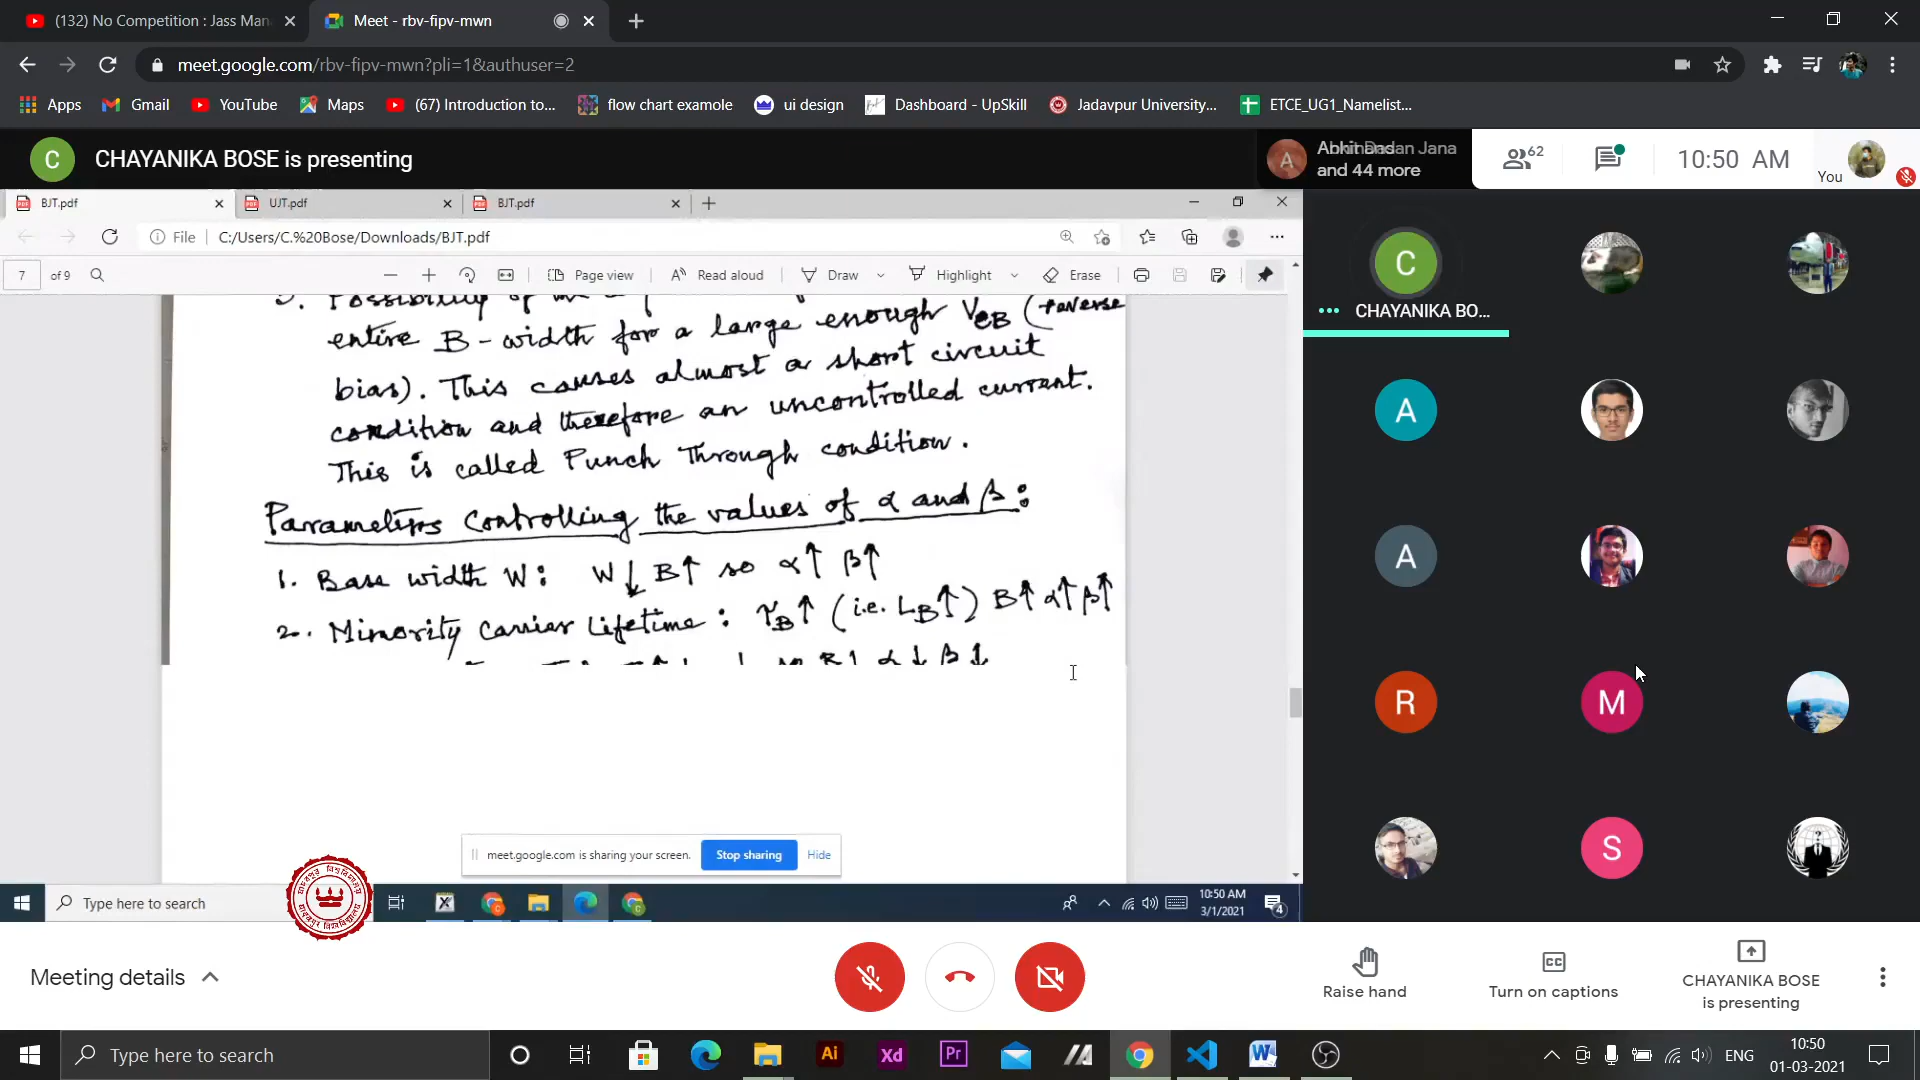 (132) No Competition : Jass Man
Meet - rbv-fipv-mwn
meet.google.com/rbv-fipv-mwn?pli=1&authuser=2
Apps Gmail YouTube Maps (67) Introduction to... flow chart examole ui design Dashboard - UpSkill Jadavpur University,... ETCE_UG1_Namelist...
C CHAYANIKA BOSE is presenting
A
and 44 more
62
10:50 AM
You
BJT.pdf UJT.pdf BJT.pdf
File C:/Users/C.%20Bose/Downloads/BJT.pdf
7 of 9 Page view Read aloud Draw Highlight Erase
entire B-width for a large enough VEB (reverse
bias). This causes almost a short circuit
condition and therefore an uncontrolled current.
This is called Punch Through condition.
Parameters controlling the values of α and β:
1. Base width W: W↓ B↑ so α↑ β↑
2. Minority Carrier Lifetime: τB↑ (i.e. LB↑) B↑ α↑ β↑
meet.google.com is sharing your screen. Stop sharing Hide
Type here to search
10:50 AM
3/1/2021
4
C
CHAYANIKA BO...
A
A
R M
S
Meeting details
Raise hand
Turn on captions
CHAYANIKA BOSE
is presenting
Type here to search
Ai Xd Pr
ENG
10:50
01-03-2021